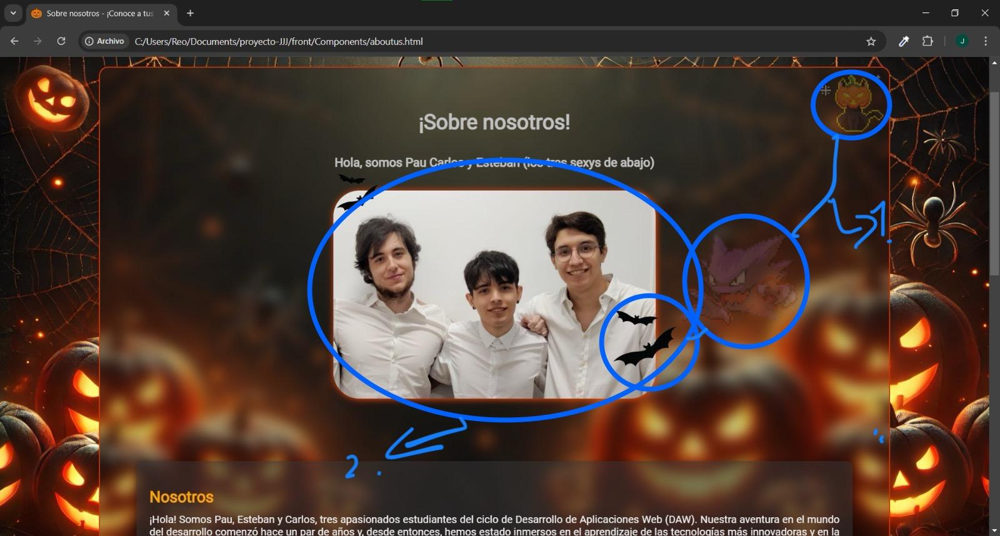 Sobre nosotros - ¡Conoce a tus
Archivo
C:/Users/Reo/Documents/proyecto-JJJ/front/Components/aboutus.html
J
¡Sobre nosotros!
Hola, somos Pau Carlos y Esteban (los tres sexys de abajo)
1.
2.
Nosotros
¡Hola! Somos Pau, Esteban y Carlos, tres apasionados estudiantes del ciclo de Desarrollo de Aplicaciones Web (DAW). Nuestra aventura en el mundo
del desarrollo comenzó hace un par de años y, desde entonces, hemos estado inmersos en el aprendizaje de las tecnologías más innovadoras y en la